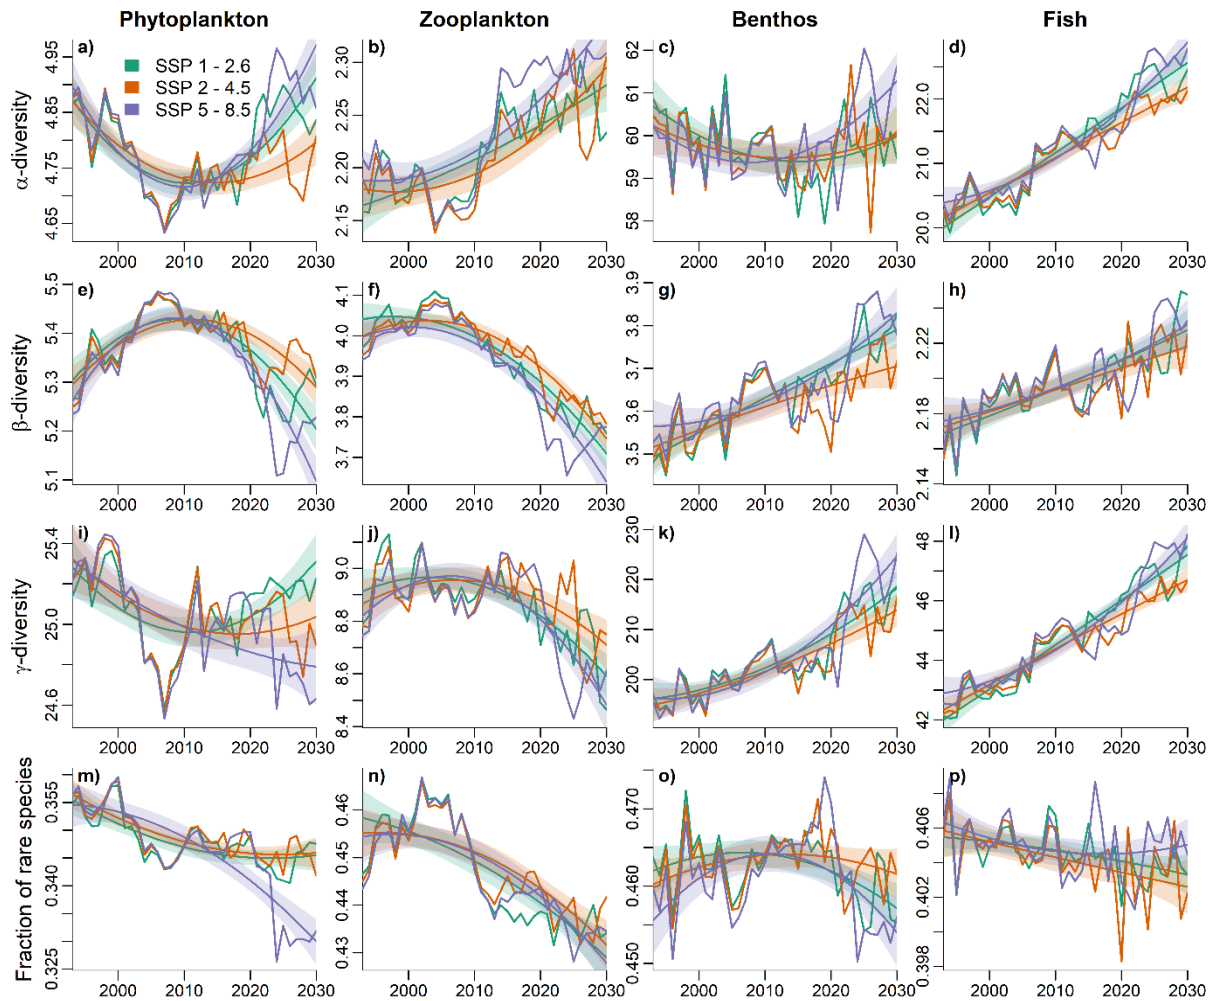 Phytoplankton Zooplankton Benthos Fish
α-diversity
a)
SSP 1 - 2.6
SSP 2 - 4.5
SSP 5 - 8.5
4.95
4.85
4.75
4.65
2000 2010 2020 2030
b)
2.30
2.25
2.20
2.15
2000 2010 2020 2030
c)
62
61
60
59
58
2000 2010 2020 2030
d)
22.0
21.0
20.0
2000 2010 2020 2030
β-diversity
e)
5.5
5.4
5.3
5.2
5.1
2000 2010 2020 2030
f)
4.1
4.0
3.9
3.8
3.7
2000 2010 2020 2030
g)
3.9
3.8
3.7
3.6
3.5
2000 2010 2020 2030
h)
2.22
2.18
2.14
2000 2010 2020 2030
γ-diversity
i)
25.4
25.0
24.6
2000 2010 2020 2030
j)
9.0
8.8
8.6
8.4
2000 2010 2020 2030
k)
230
220
210
200
2000 2010 2020 2030
l)
48
46
44
42
2000 2010 2020 2030
Fraction of rare species
m)
0.355
0.340
0.325
2000 2010 2020 2030
n)
0.46
0.45
0.44
0.43
2000 2010 2020 2030
o)
0.470
0.460
0.450
2000 2010 2020 2030
p)
0.406
0.402
0.398
2000 2010 2020 2030